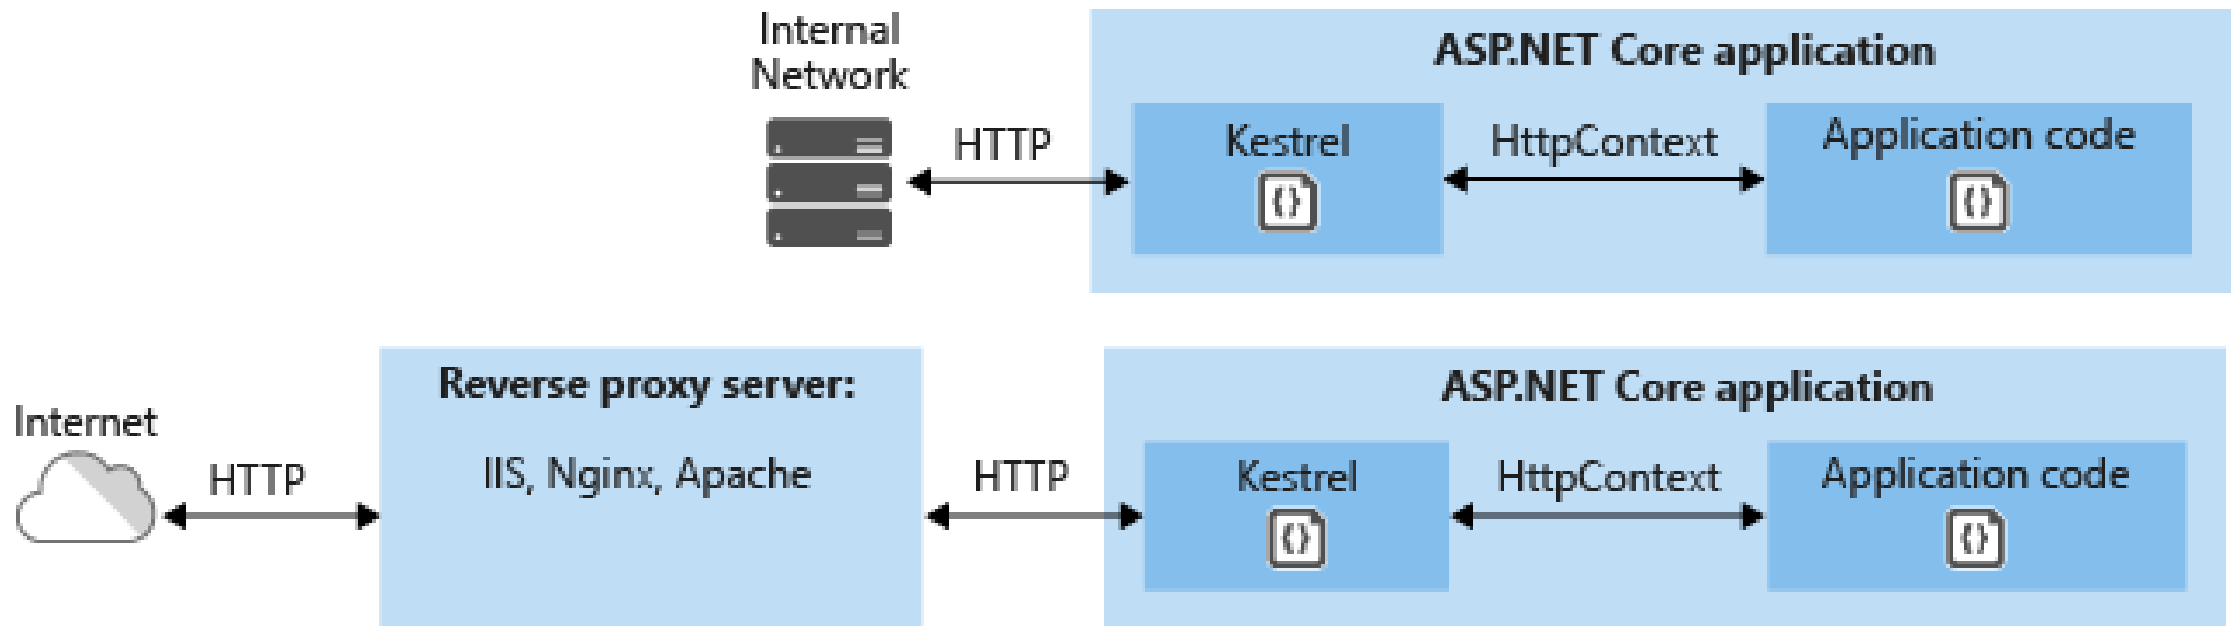 Internal
Network
ASP.NET Core application
HTTP
Kestrel
{}
HttpContext
Application code
{}
Internet
HTTP
Reverse proxy server:
IIS, Nginx, Apache
HTTP
ASP.NET Core application
Kestrel
{}
HttpContext
Application code
{}